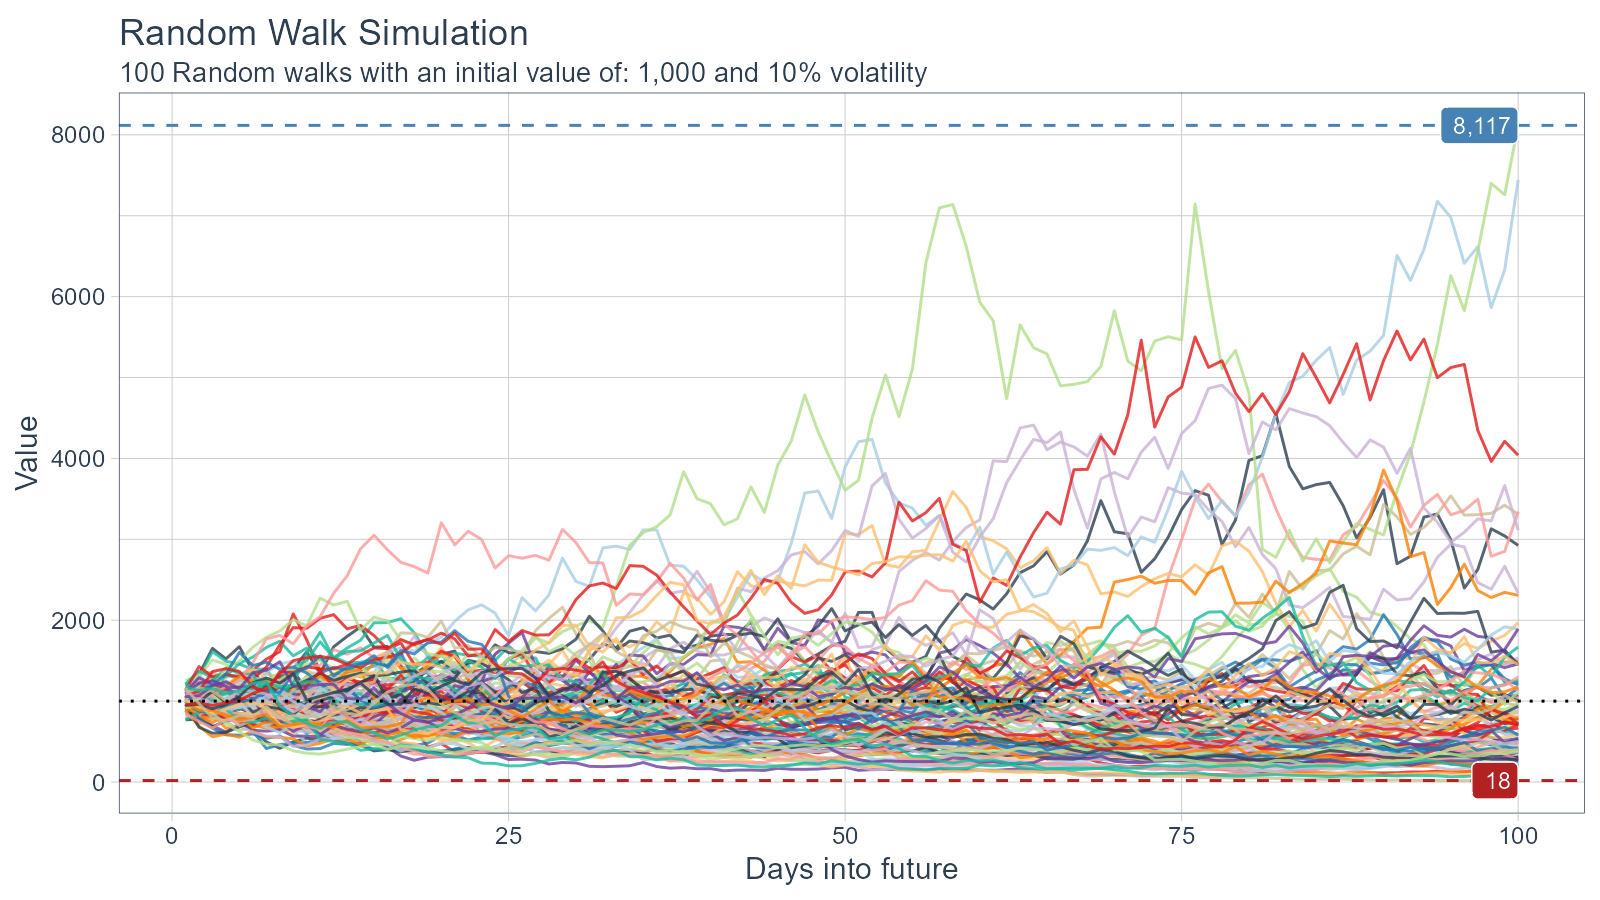 Random Walk Simulation
100 Random walks with an initial value of: 1,000 and 10% volatility
8,117
8000
6000
4000
2000
0
18
Value
0 25 50 75 100
Days into future